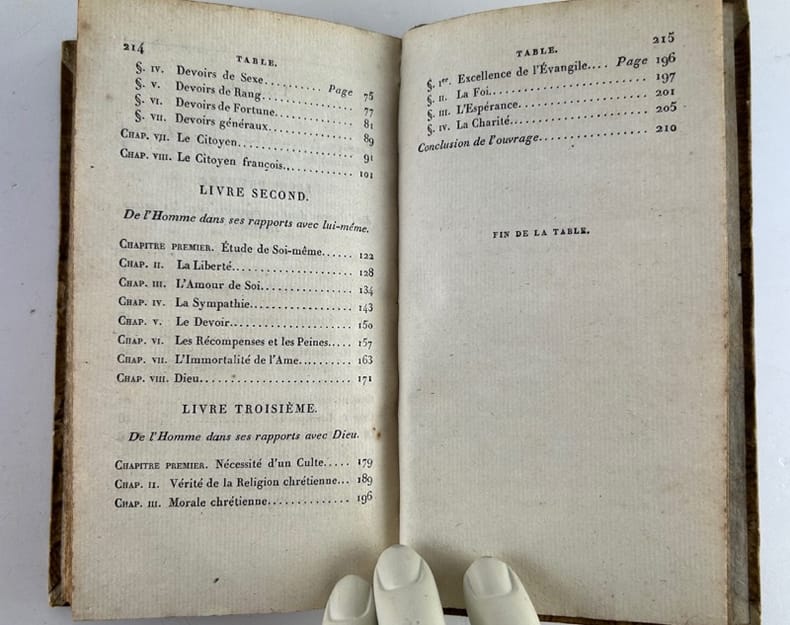 214
TABLE.
§. IV. Devoirs de Sexe.......... Page 75
§. V. Devoirs de Rang............... 77
§. VI. Devoirs de Fortune............. 81
§. VII. Devoirs généraux.............. 89
CHAP. VII. Le Citoyen................... 91
CHAP. VIII. Le Citoyen françois............ 101
LIVRE SECOND.
De l'Homme dans ses rapports avec lui-même.
CHAPITRE PREMIER. Étude de Soi-même...... 122
CHAP. II. La Liberté..................... 128
CHAP. III. L'Amour de Soi................ 134
CHAP. IV. La Sympathie.................. 143
CHAP. V. Le Devoir...................... 150
CHAP. VI. Les Récompenses et les Peines..... 157
CHAP. VII. L'Immortalité de l'Ame.......... 163
CHAP. VIII. Dieu......................... 171
LIVRE TROISIÈME.
De l'Homme dans ses rapports avec Dieu.
CHAPITRE PREMIER. Nécessité d'un Culte..... 179
CHAP. II. Vérité de la Religion chrétienne... 189
CHAP. III. Morale chrétienne.............. 196
TABLE.
215
§. Ier. Excellence de l'Évangile.... Page 196
§. II. La Foi........................ 197
§. III. L'Espérance.................. 201
§. IV. La Charité.................... 205
Conclusion de l'ouvrage................. 210
FIN DE LA TABLE.